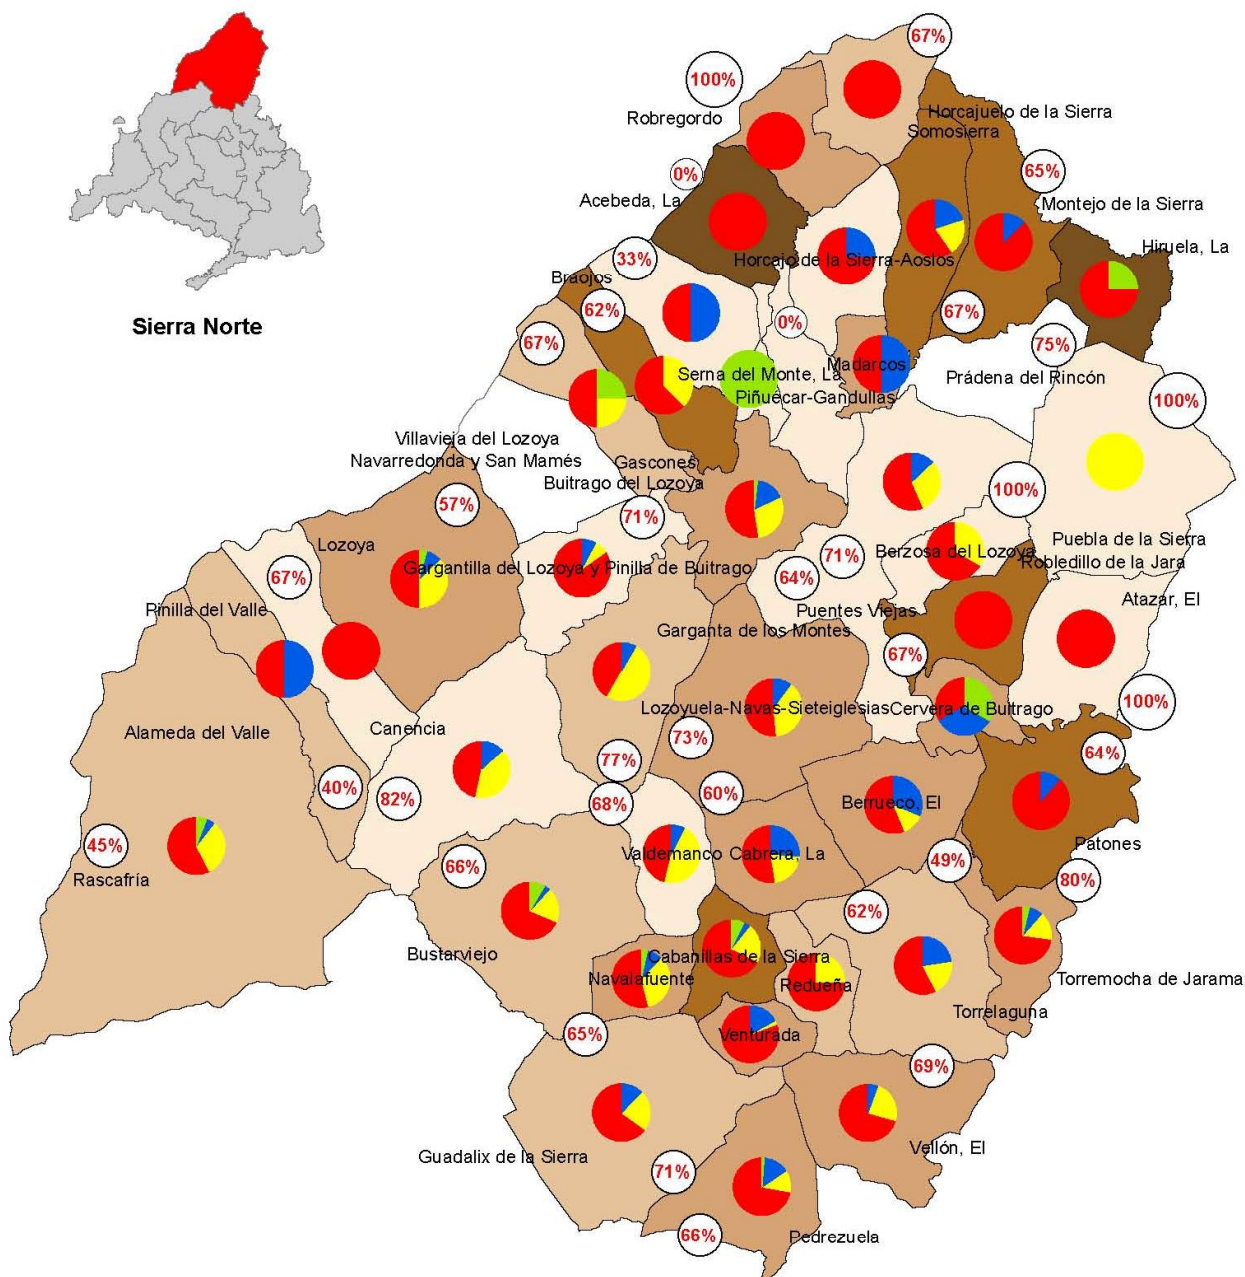 67%
100%
Horcajuelo de la Sierra
Robregordo
Somosierra
0%
65%
Acebeda, La
Montejo de la Sierra
Hiruela, La
33%
Horcajo de la Sierra-Aoslos
Braojos
62%
0%
67%
Sierra Norte
67%
75%
Serna del Monte, La
Madarcos
Prádena del Rincón
Piñuécar-Gandullas
100%
Villavieja del Lozoya
Navarredonda y San Mamés
Gascones
Buitrago del Lozoya
57%
100%
71%
Lozoya
Berzosa del Lozoya
Puebla de la Sierra
67%
Gargantilla del Lozoya y Pinilla de Buitrago
71%
Robledillo de la Jara
64%
Pinilla del Valle
Puentes Viejas
Atazar, El
Garganta de los Montes
67%
Lozoyuela-Navas-Sieteiglesias
Cervera de Buitrago
100%
Alameda del Valle
Canencia
73%
64%
77%
40%
82%
68%
60%
Berrueco, El
45%
Rascafría
Valdemanco
Cabrera, La
Patones
66%
49%
80%
62%
Bustarviejo
Cabanillas de la Sierra
Navalafuente
Redueña
Torremocha de Jarama
Torrelaguna
65%
Venturada
69%
Guadalix de la Sierra
Vellón, El
71%
66%
Pedrezuela